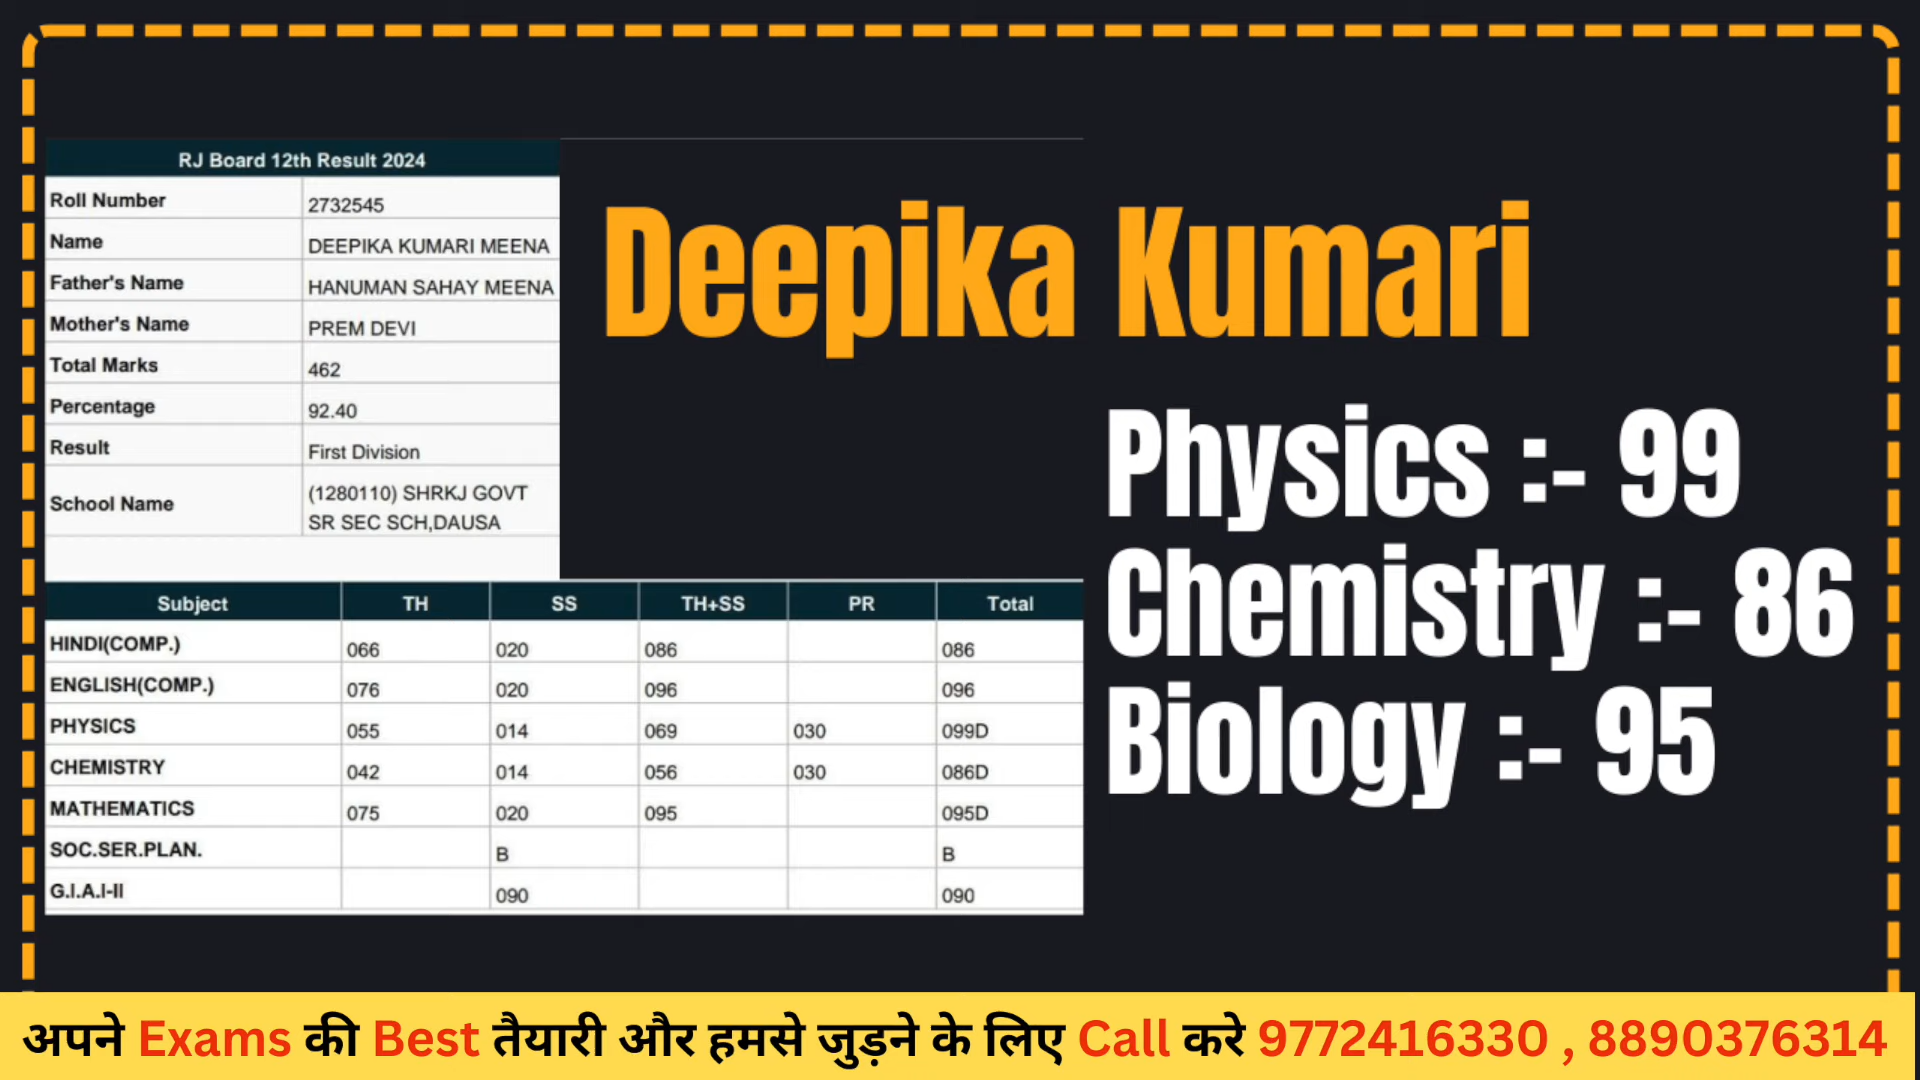 RJ Board 12th Result 2024
Roll Number 2732545
Name DEEPIKA KUMARI MEENA
Father's Name HANUMAN SAHAY MEENA
Mother's Name PREM DEVI
Total Marks 462
Percentage 92.40
Result First Division
School Name (1280110) SHRKJ GOVT
SR SEC SCH,DAUSA
Deepika Kumari
Physics :- 99
Chemistry :- 86
Biology :- 95
Subject TH SS TH+SS PR Total
HINDI(COMP.) 066 020 086 086
ENGLISH(COMP.) 076 020 096 096
PHYSICS 055 014 069 030 099D
CHEMISTRY 042 014 056 030 086D
MATHEMATICS 075 020 095 095D
SOC.SER.PLAN. B B
G.I.A.I-II 090 090
अपने Exams की Best तैयारी और हमसे जुड़ने के लिए Call करे 9772416330 , 8890376314